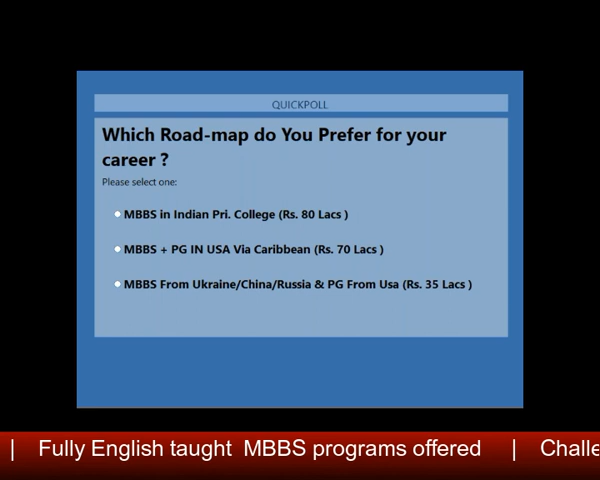 QUICKPOLL
Which Road-map do You Prefer for your
career ?
Please select one:
MBBS in Indian Pri. College (Rs. 80 Lacs )
MBBS + PG IN USA Via Caribbean (Rs. 70 Lacs )
MBBS From Ukraine/China/Russia & PG From Usa (Rs. 35 Lacs )
| Fully English taught MBBS programs offered | Challe